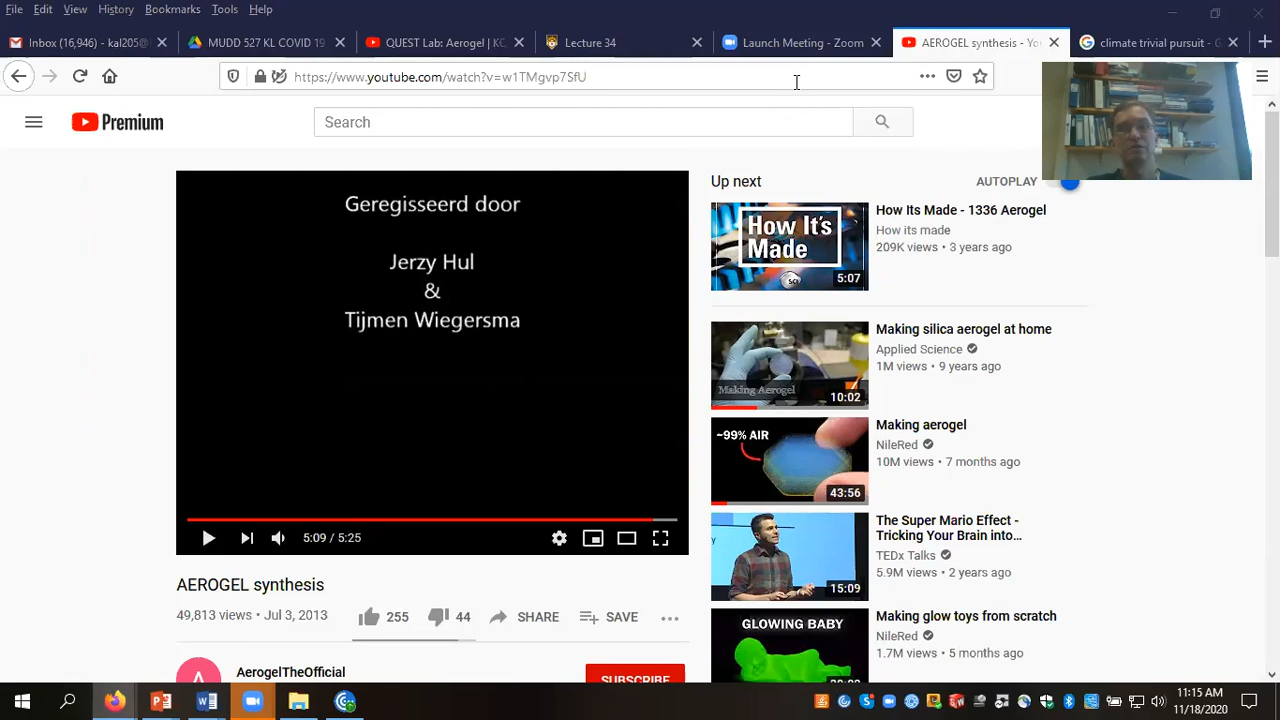 File Edit View History Bookmarks Tools Help
Inbox (16,946) - kal205@
MUDD 527 KL COVID 19
QUEST Lab: Aerogel | KC
Lecture 34
Launch Meeting - Zoom
AEROGEL synthesis - Yo
climate trivial pursuit - G
https://www.youtube.com/watch?v=w1TMgvp7SfU
Premium
Search
Geregisseerd door
Jerzy Hul
&
Tijmen Wiegersma
5:09 / 5:25
AEROGEL synthesis
49,813 views • Jul 3, 2013
255
44
SHARE
SAVE
AerogelTheOfficial
A
SUBSCRIBE
Up next
AUTOPLAY
How It's
Made
5:07
How Its Made - 1336 Aerogel
How its made
209K views • 3 years ago
Making Aerogel
10:02
Making silica aerogel at home
Applied Science
1M views • 9 years ago
~99% AIR
43:56
Making aerogel
NileRed
10M views • 7 months ago
15:09
The Super Mario Effect -
Tricking Your Brain into…
TEDx Talks
5.9M views • 2 years ago
GLOWING BABY
Making glow toys from scratch
NileRed
1.7M views • 5 months ago
11:15 AM
11/18/2020